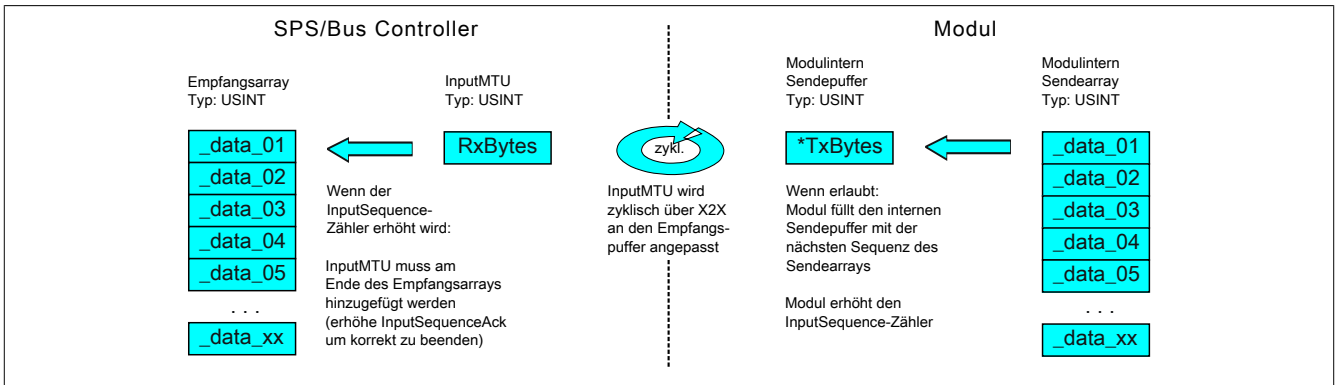 SPS/Bus Controller
Modul
Empfangsarray
Typ: USINT
InputMTU
Typ: USINT
Modulintern
Sendepuffer
Typ: USINT
Modulintern
Sendearray
Typ: USINT
_data_01
_data_02
_data_03
_data_04
_data_05
. . .
_data_xx
RxBytes
Wenn der
InputSequence-
Zähler erhöht wird:
InputMTU muss am
Ende des Empfangsarrays
hinzugefügt werden
(erhöhe InputSequenceAck
um korrekt zu beenden)
zykl.
InputMTU wird
zyklisch über X2X
an den Empfangs-
puffer angepasst
*TxBytes
Wenn erlaubt:
Modul füllt den internen
Sendepuffer mit der
nächsten Sequenz des
Sendearrays
Modul erhöht den
InputSequence-Zähler
_data_01
_data_02
_data_03
_data_04
_data_05
. . .
_data_xx